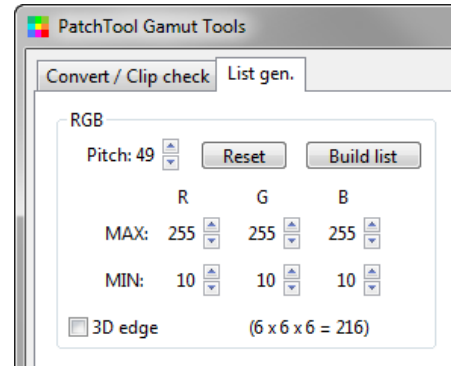 PatchTool Gamut Tools
Convert / Clip check List gen.
RGB
Pitch: 49 Reset Build list
R G B
MAX: 255 255 255
MIN: 10 10 10
3D edge (6 x 6 x 6 = 216)